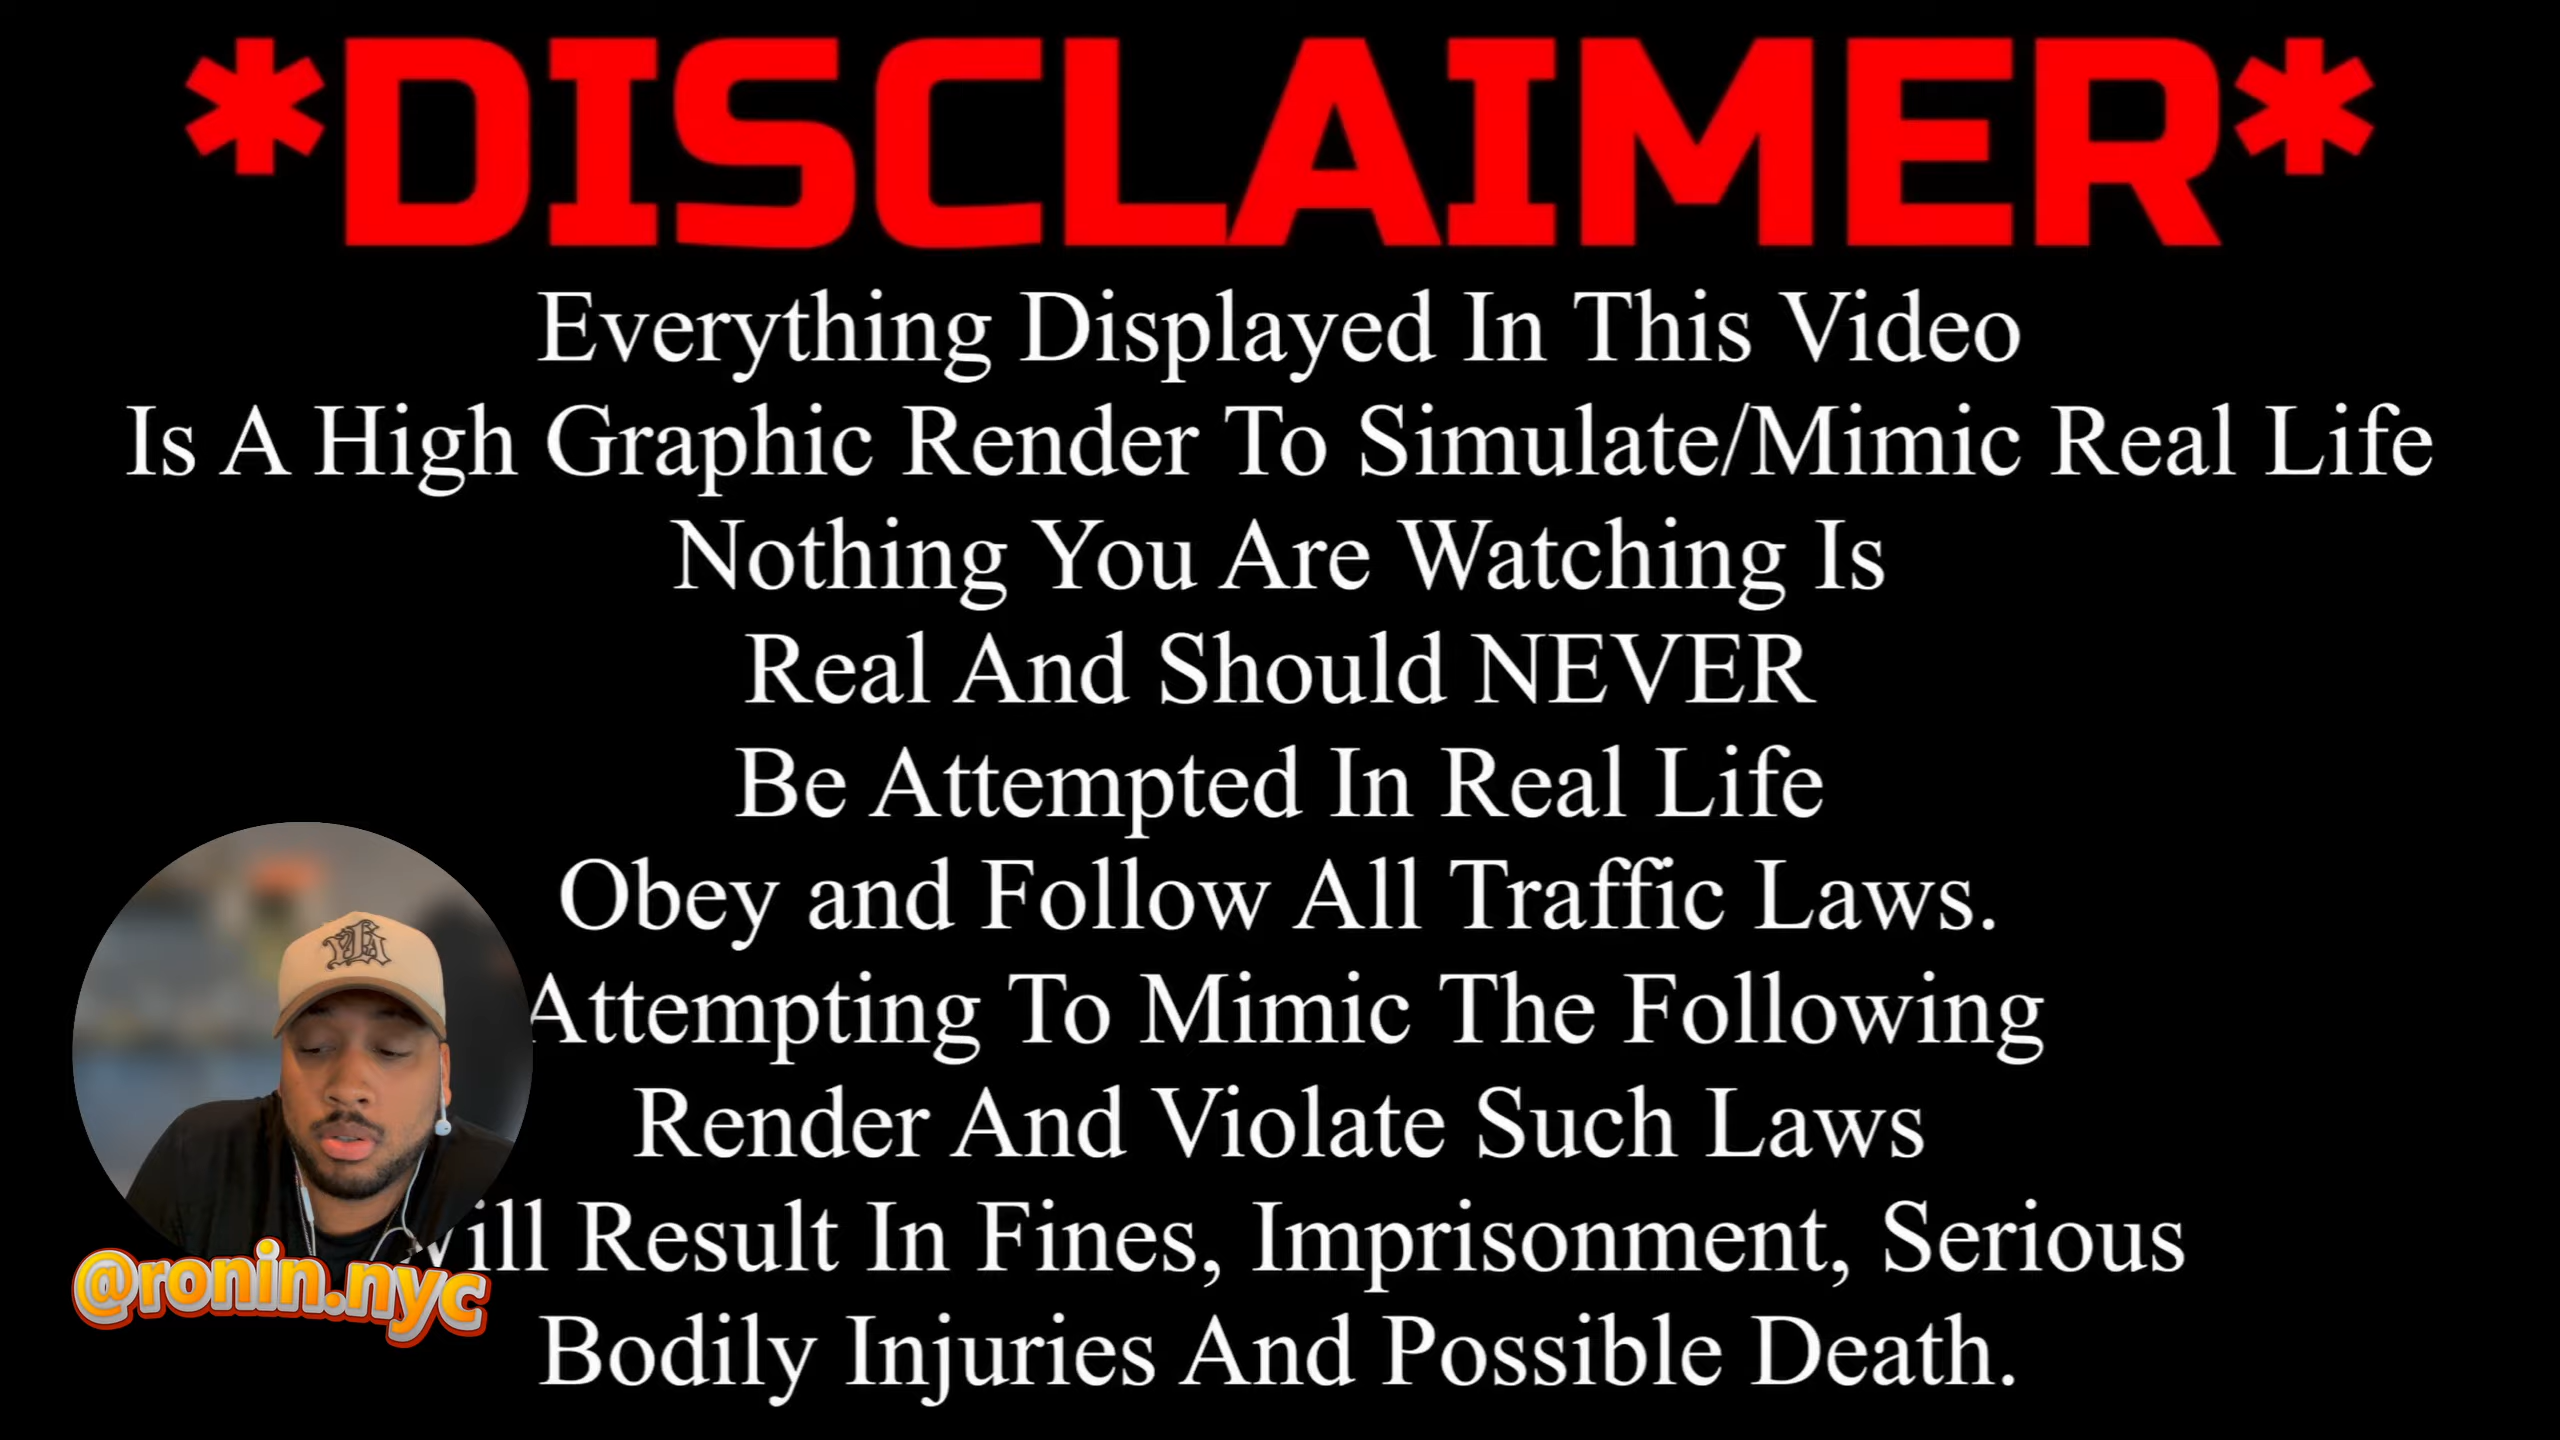 *DISCLAIMER*
Everything Displayed In This Video
Is A High Graphic Render To Simulate/Mimic Real Life
Nothing You Are Watching Is
Real And Should NEVER
Be Attempted In Real Life
Obey and Follow All Traffic Laws.
Attempting To Mimic The Following
Render And Violate Such Laws
Will Result In Fines, Imprisonment, Serious
Bodily Injuries And Possible Death.
@ronin.nyc